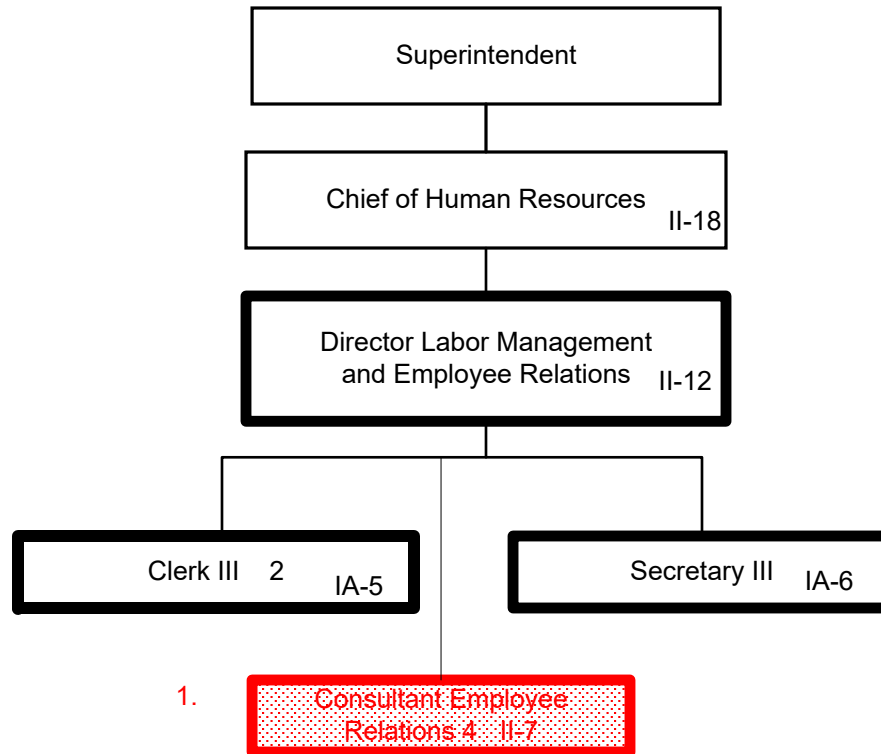 Superintendent
Chief of Human Resources
II-18
Director Labor Management
and Employee Relations
II-12
Clerk III 2
IA-5
Secretary III
IA-6
1.
Consultant Employee
Relations 4 II-7